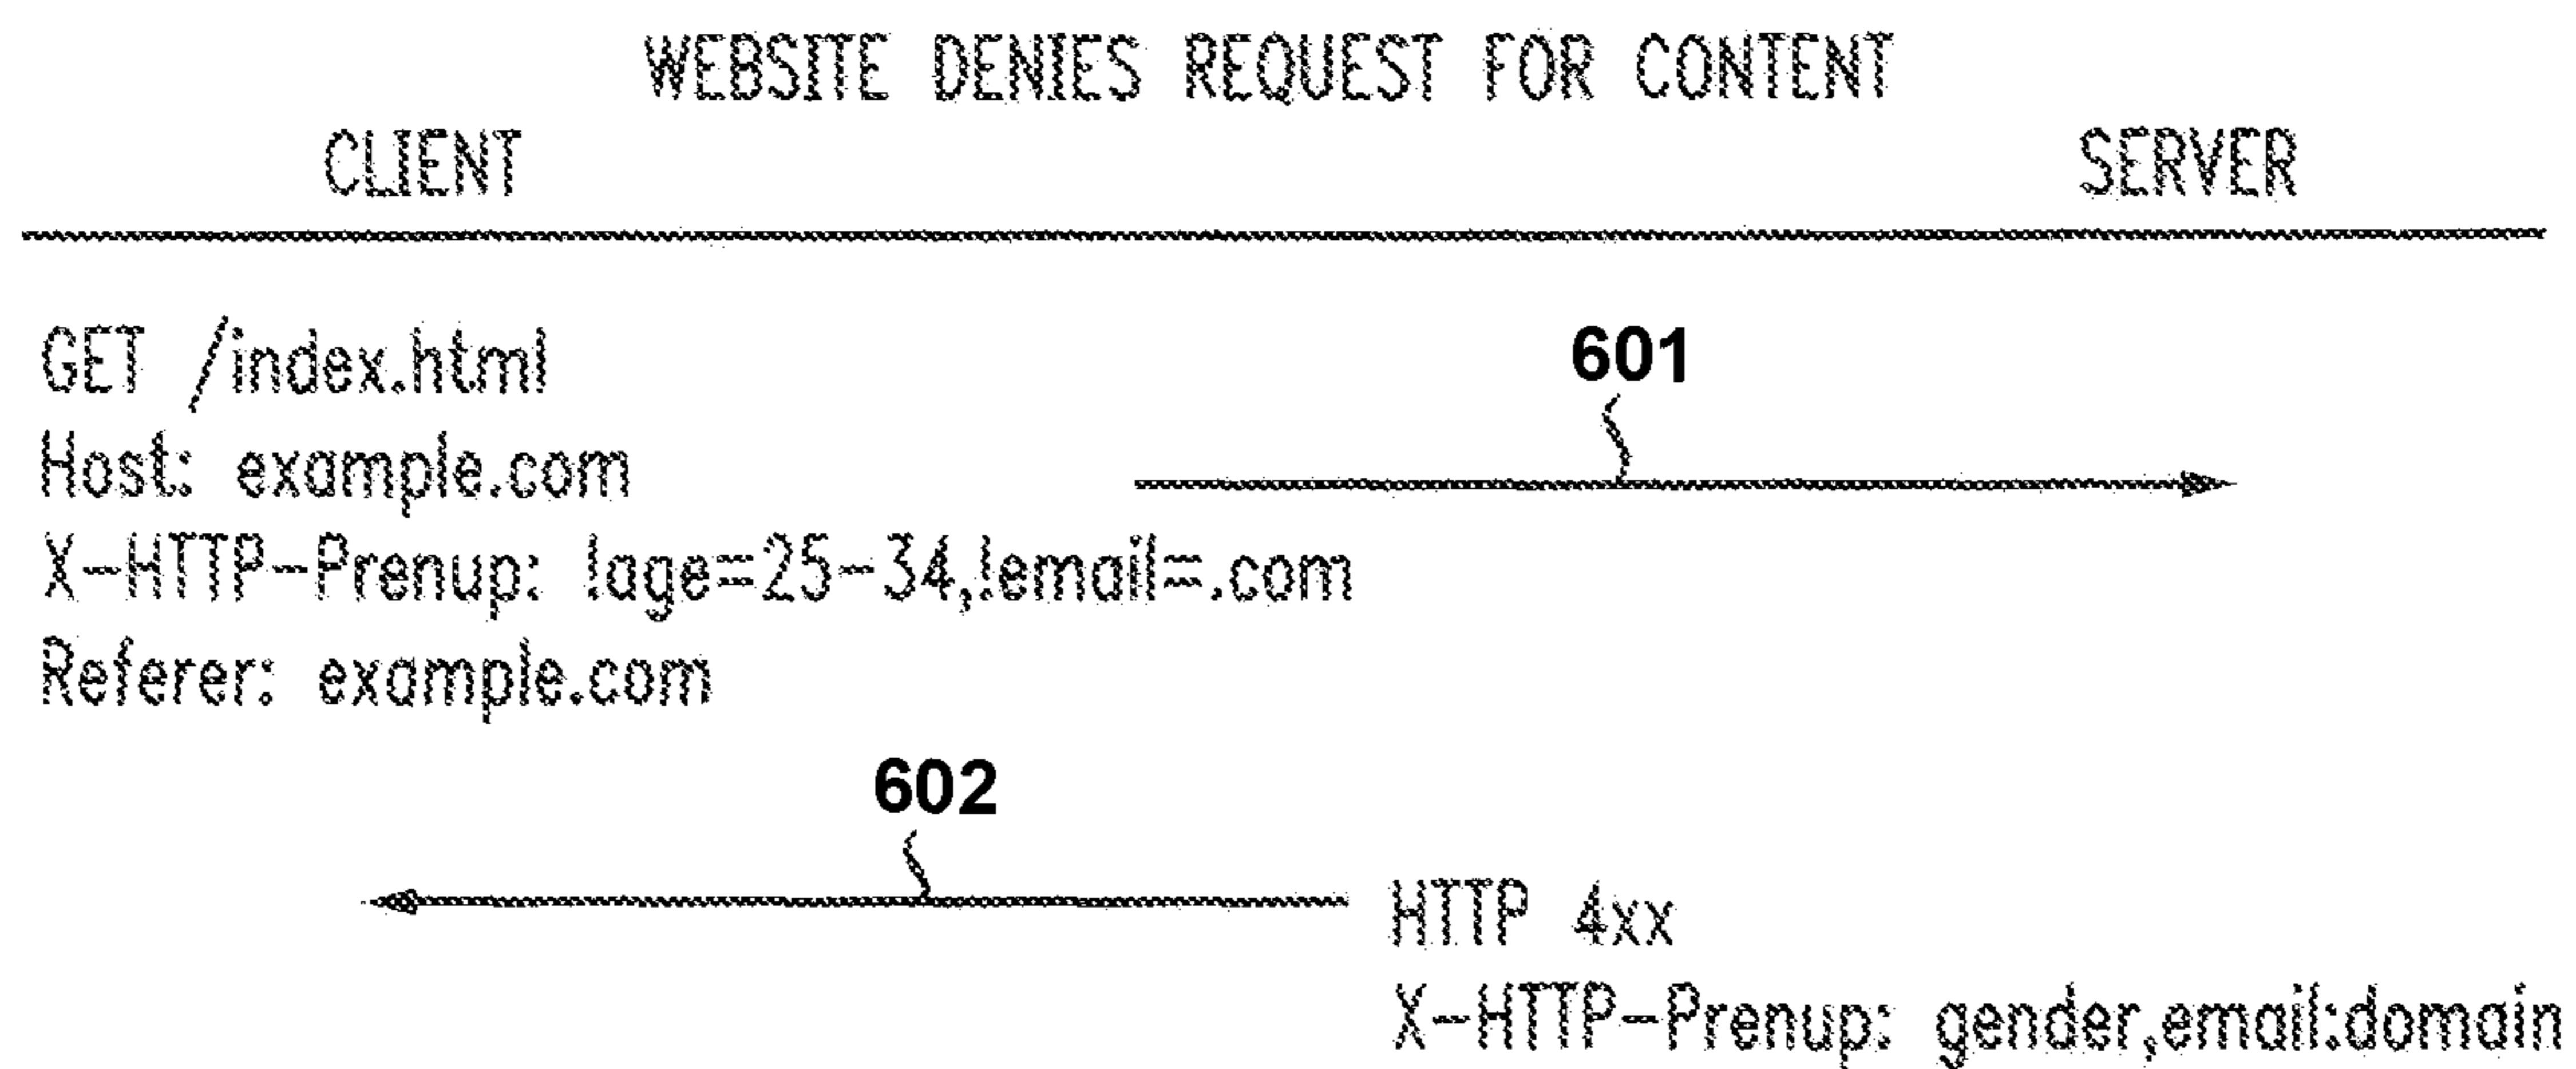 WEBSITE DENIES REQUEST FOR CONTENT
CLIENT SERVER
GET /index.html
601
Host: example.com
X-HTTP-Prenup: !age=25-34,!email=.com
Referer: example.com
602
HTTP 4xx
X-HTTP-Prenup: gender,email:domain